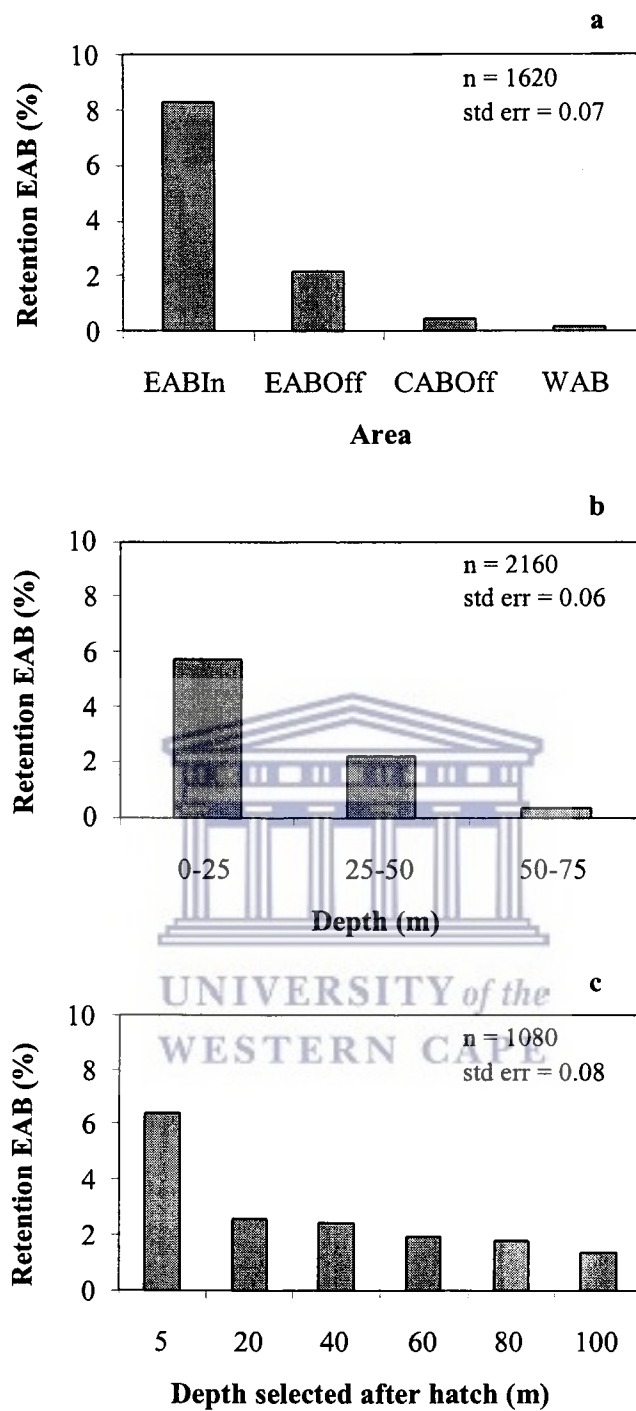 a
Retention EAB (%)
10
8
6
4
2
0
n = 1620
std err = 0.07
EABIn EABOff CABOff WAB
Area
b
Retention EAB (%)
10
8
6
4
2
0
n = 2160
std err = 0.06
0-25 25-50 50-75
Depth (m)
UNIVERSITY of the
WESTERN CAPE
c
Retention EAB (%)
10
8
6
4
2
0
n = 1080
std err = 0.08
5 20 40 60 80 100
Depth selected after hatch (m)